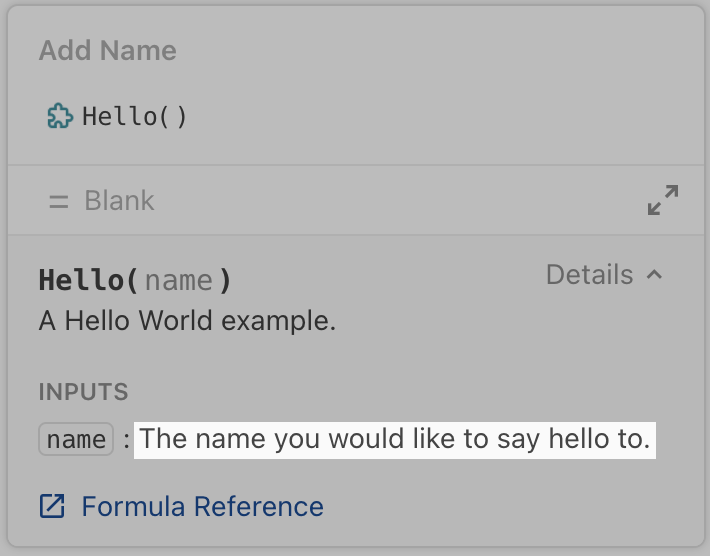 Add Name
Hello()
= Blank
Hello(name)
Details
A Hello World example.
INPUTS
name : The name you would like to say hello to.
Formula Reference